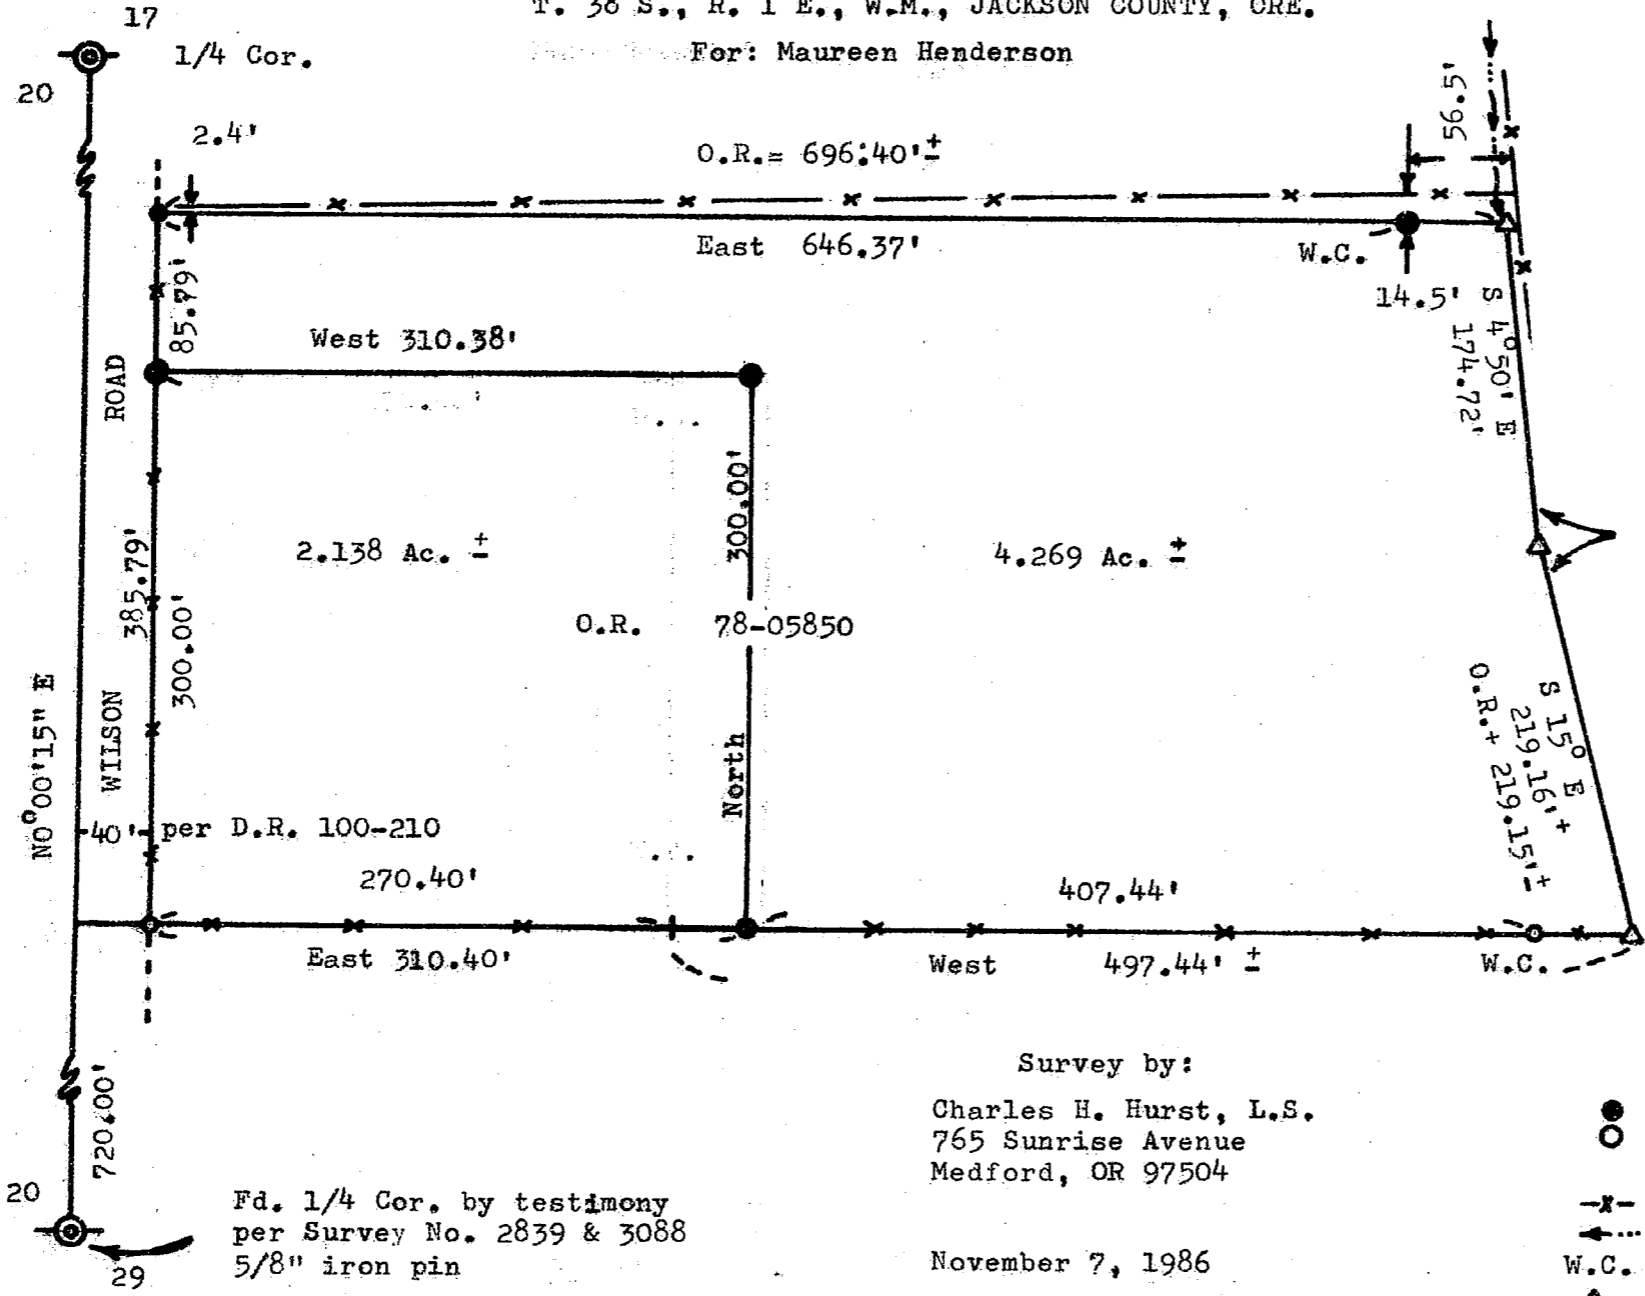 T. 36 S., R. 1 E., W.M., JACKSON COUNTY, ORE.
For: Maureen Henderson
17
1/4 Cor.
20
2.4'
O.R.= 696.40'±
56.5'
East 646.37'
W.C.
14.5'
85.79'
West 310.38'
S 4°50' E
174.72'
ROAD
385.79'
300.00'
2.138 Ac. ±
300.00'
4.269 Ac. ±
O.R. 78-05850
N0°00'15" E
WILSON
North
S 15° E
219.16'+
O.R.+ 219.15'±
40' per D.R. 100-210
270.40'
407.44'
East 310.40'
West 497.44' ±
W.C.
720.00'
Survey by:
Charles H. Hurst, L.S.
765 Sunrise Avenue
Medford, OR 97504
20
Fd. 1/4 Cor. by testimony
per Survey No. 2839 & 3088
5/8" iron pin
29
November 7, 1986
W.C.